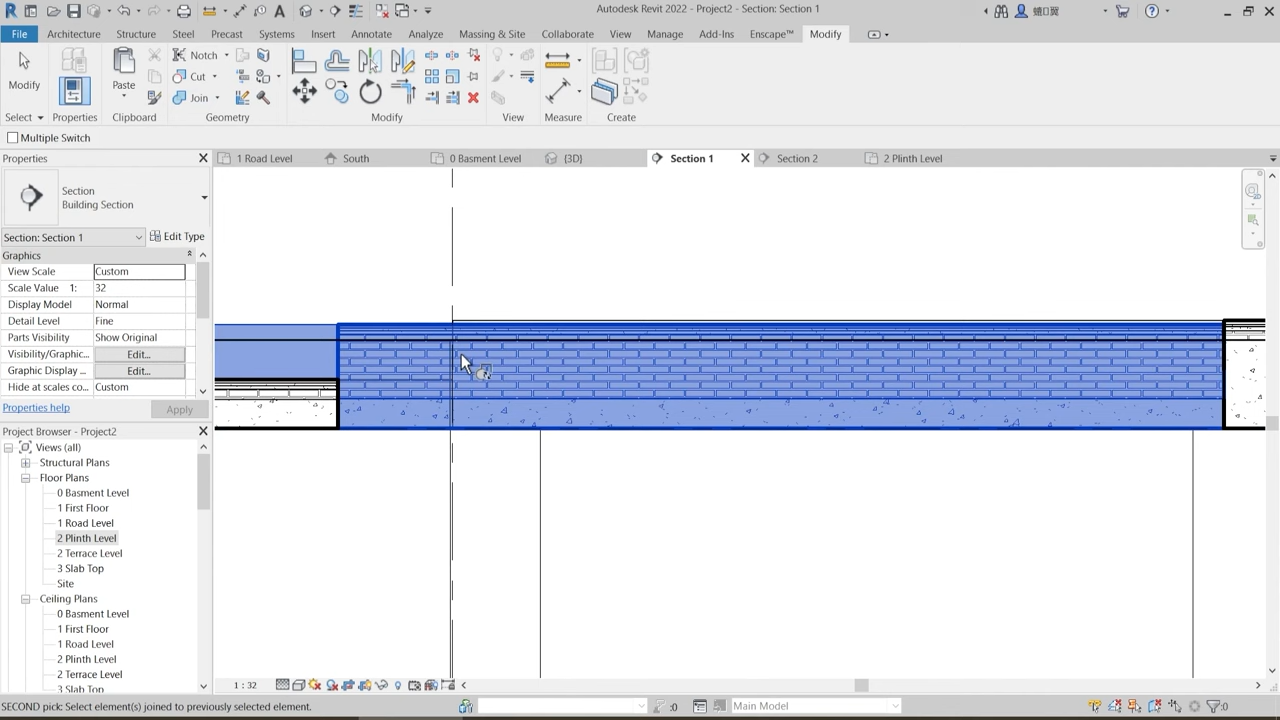 Autodesk Revit 2022 - Project2 - Section: Section 1
File Architecture Structure Steel Precast Systems Insert Annotate Analyze Massing & Site Collaborate View Manage Add-Ins Enscape™ Modify
Modify
Paste
Notch
Cut
Join
Select Properties Clipboard Geometry Modify View Measure Create
Multiple Switch
Properties
1 Road Level South 0 Basment Level {3D} Section 1 Section 2 2 Plinth Level
Section
Building Section
Section: Section 1 Edit Type
Graphics
View Scale Custom
Scale Value 1: 32
Display Model Normal
Detail Level Fine
Parts Visibility Show Original
Visibility/Graphic... Edit...
Graphic Display ... Edit...
Hide at scales co... Custom
Properties help Apply
Project Browser - Project2
Views (all)
Structural Plans
Floor Plans
0 Basment Level
1 First Floor
1 Road Level
2 Plinth Level
2 Terrace Level
3 Slab Top
Site
Ceiling Plans
0 Basment Level
1 First Floor
1 Road Level
2 Plinth Level
2 Terrace Level
3 Slab Top
1 : 32
SECOND pick: Select element(s) joined to previously selected element. :0 Main Model :0